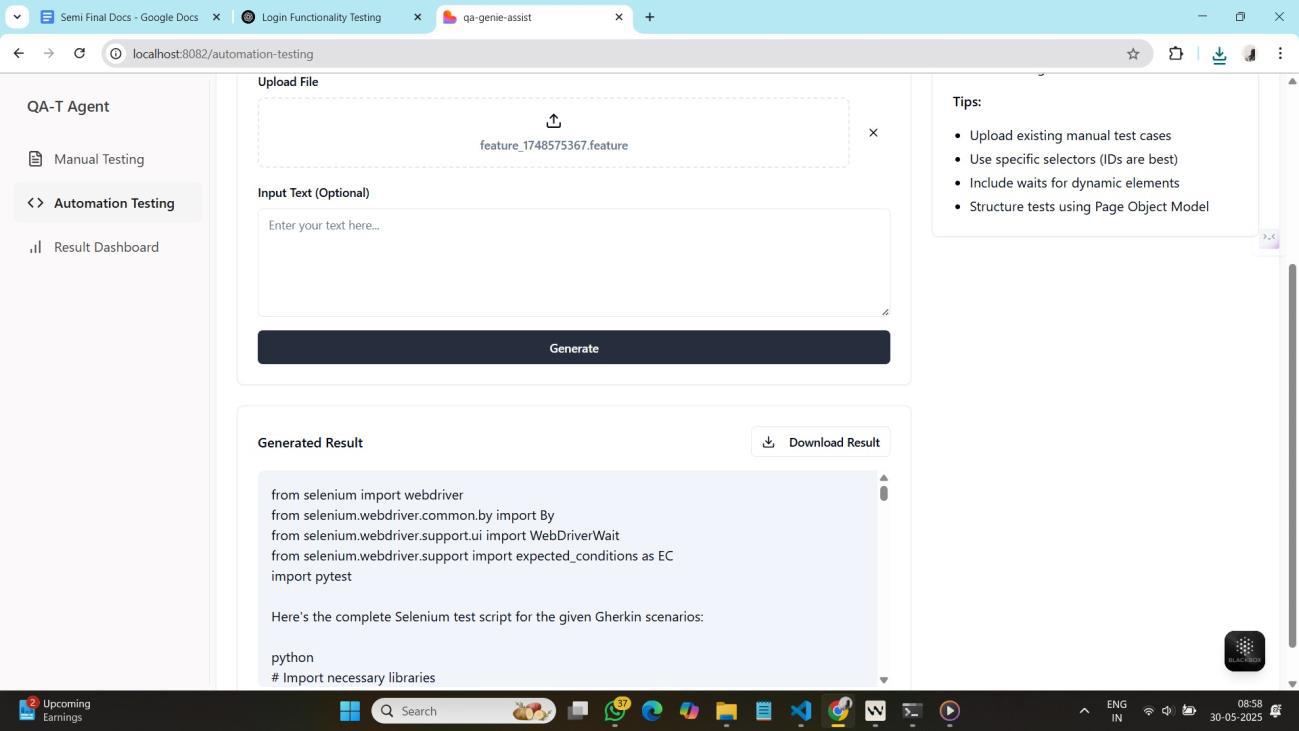 Semi Final Docs - Google Docs
Login Functionality Testing
qa-genie-assist
localhost:8082/automation-testing
QA-T Agent
Manual Testing
Automation Testing
Result Dashboard
Upload File
feature_1748575367.feature
Input Text (Optional)
Enter your text here...
Generate
Tips:
Upload existing manual test cases
Use specific selectors (IDs are best)
Include waits for dynamic elements
Structure tests using Page Object Model
Generated Result
Download Result
from selenium import webdriver
from selenium.webdriver.common.by import By
from selenium.webdriver.support.ui import WebDriverWait
from selenium.webdriver.support import expected_conditions as EC
import pytest
Here's the complete Selenium test script for the given Gherkin scenarios:
python
# Import necessary libraries
BLACKBOX
2
Upcoming
Earnings
Search
37
ENG
IN
08:58
30-05-2025